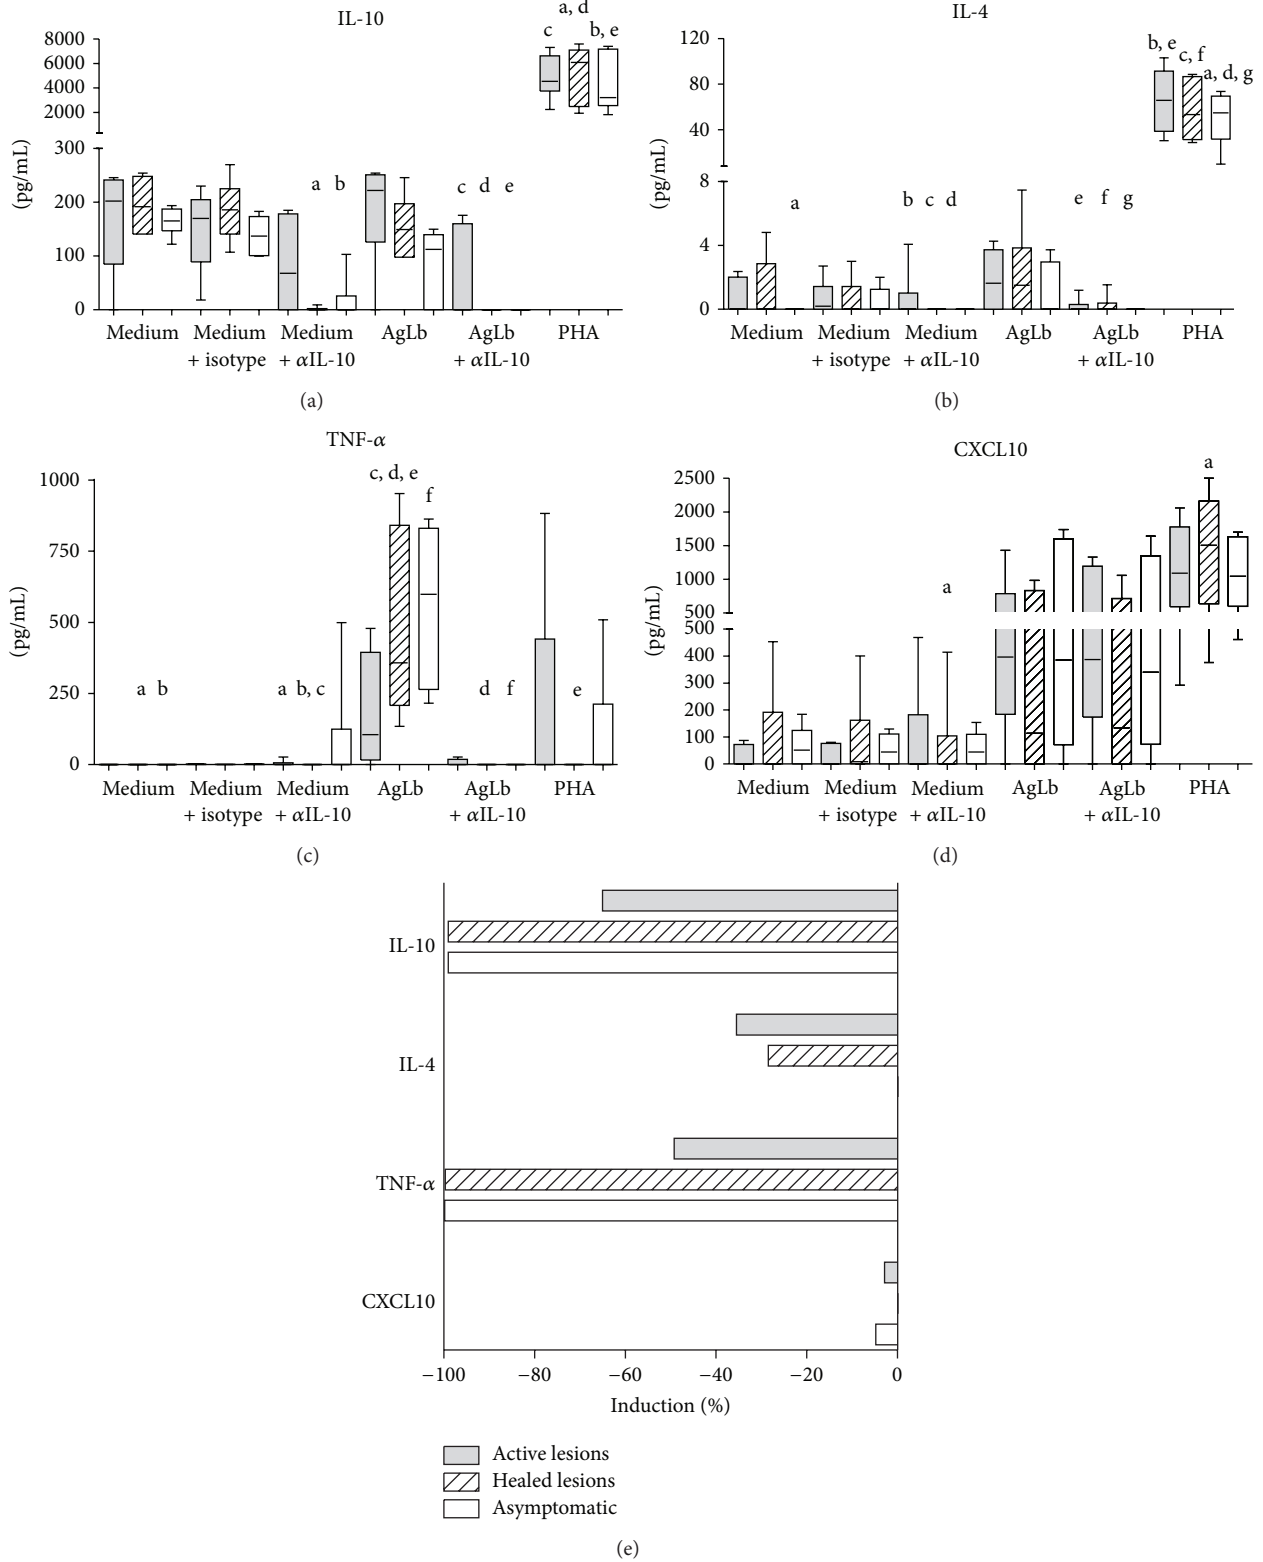 IL-10
a, d
c
b, e
8000
6000
4000
2000
300
200
100
0
(pg/mL)
a b
c d e
Medium
Medium
+ isotype
Medium
+ αIL-10
AgLb
AgLb
+ αIL-10
PHA
(a)
IL-4
120
80
40
8
4
0
(pg/mL)
b, e
c, f
a, d, g
a
b c d
e f g
Medium
Medium
+ isotype
Medium
+ αIL-10
AgLb
AgLb
+ αIL-10
PHA
(b)
TNF-α
1000
750
500
250
0
(pg/mL)
c, d, e
f
a b
a b, c
d f
e
Medium
Medium
+ isotype
Medium
+ αIL-10
AgLb
AgLb
+ αIL-10
PHA
(c)
CXCL10
2500
2000
1500
1000
500
500
400
300
200
100
0
(pg/mL)
a
a
Medium
Medium
+ isotype
Medium
+ αIL-10
AgLb
AgLb
+ αIL-10
PHA
(d)
IL-10
IL-4
TNF-α
CXCL10
−100 −80 −60 −40 −20 0
Induction (%)
Active lesions
Healed lesions
Asymptomatic
(e)